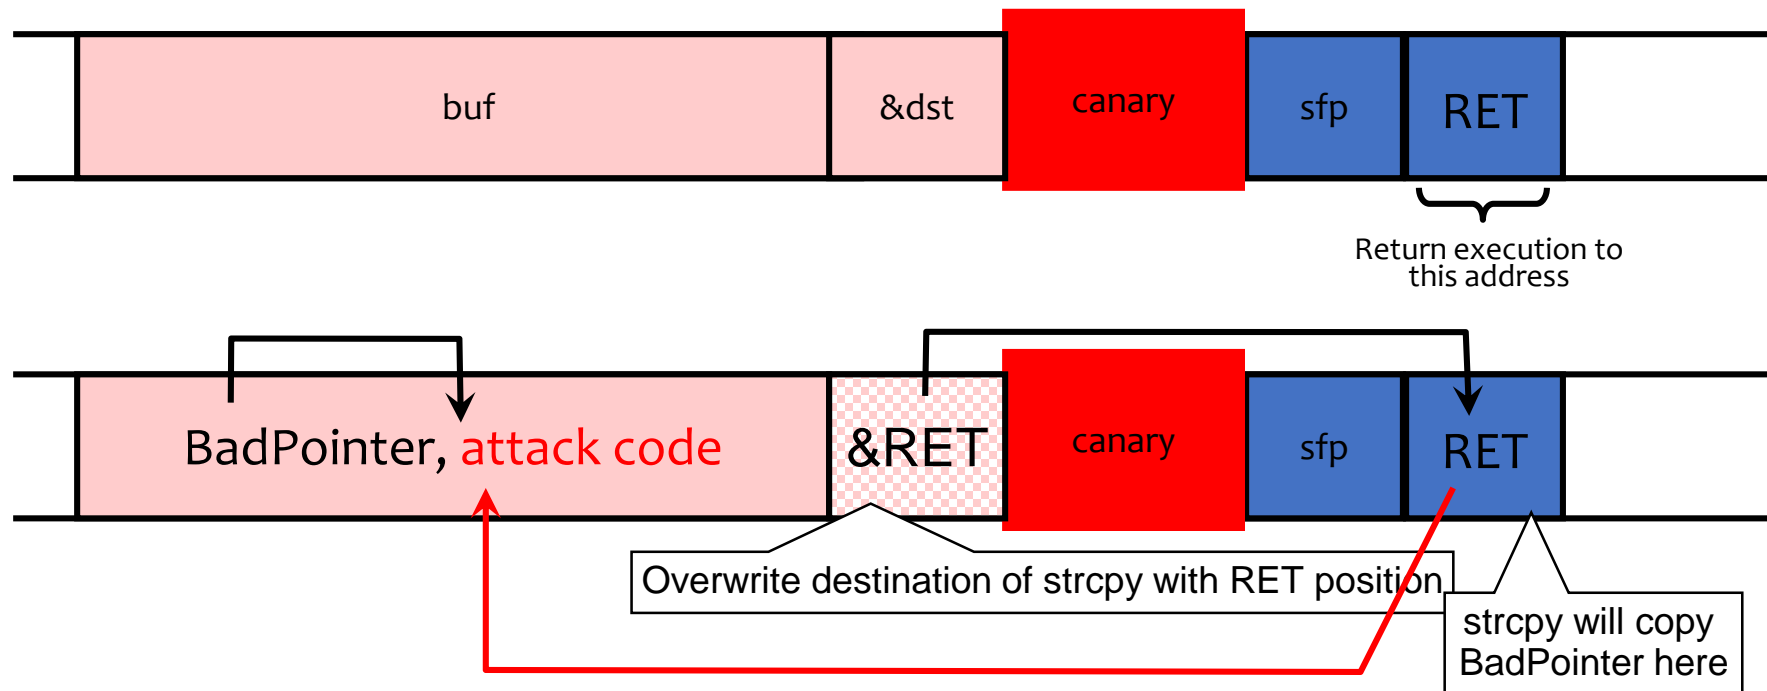 buf
&dst
canary
sfp
RET
Return execution to
this address
BadPointer, attack code
&RET
canary
sfp
RET
Overwrite destination of strcpy with RET position
strcpy will copy
BadPointer here